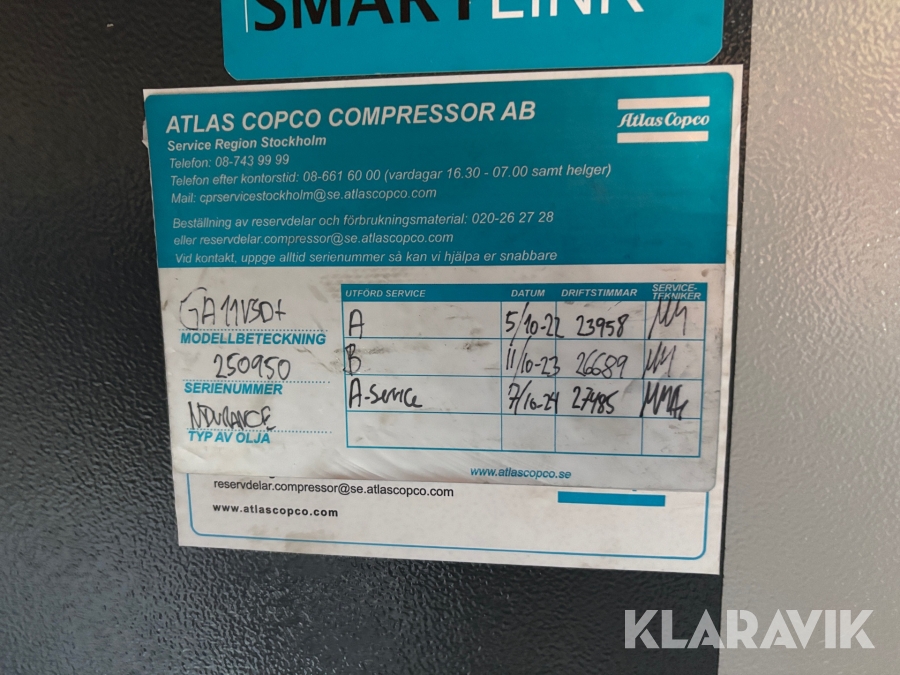 SMARTLINK
ATLAS COPCO COMPRESSOR AB
Atlas Copco
Service Region Stockholm
Telefon: 08-743 99 99
Telefon efter kontorstid: 08-661 60 00 (vardagar 16.30 - 07.00 samt helger)
Mail: cprservicestockholm@se.atlascopco.com
Beställning av reservdelar och förbrukningsmaterial: 020-26 27 28
eller reservdelar.compressor@se.atlascopco.com
Vid kontakt, uppge alltid serienummer så kan vi hjälpa er snabbare
GA11VSD+
MODELLBETECKNING
250950
SERIENUMMER
NDURANCE
TYP AV OLJA
UTFÖRD SERVICE DATUM DRIFTSTIMMAR SERVICE-TEKNIKER
A 5/10-22 23958
B 11/10-23 26689
A-Service 7/10-24 27485
www.atlascopco.se
reservdelar.compressor@se.atlascopco.com
www.atlascopco.com
KLARAVIK